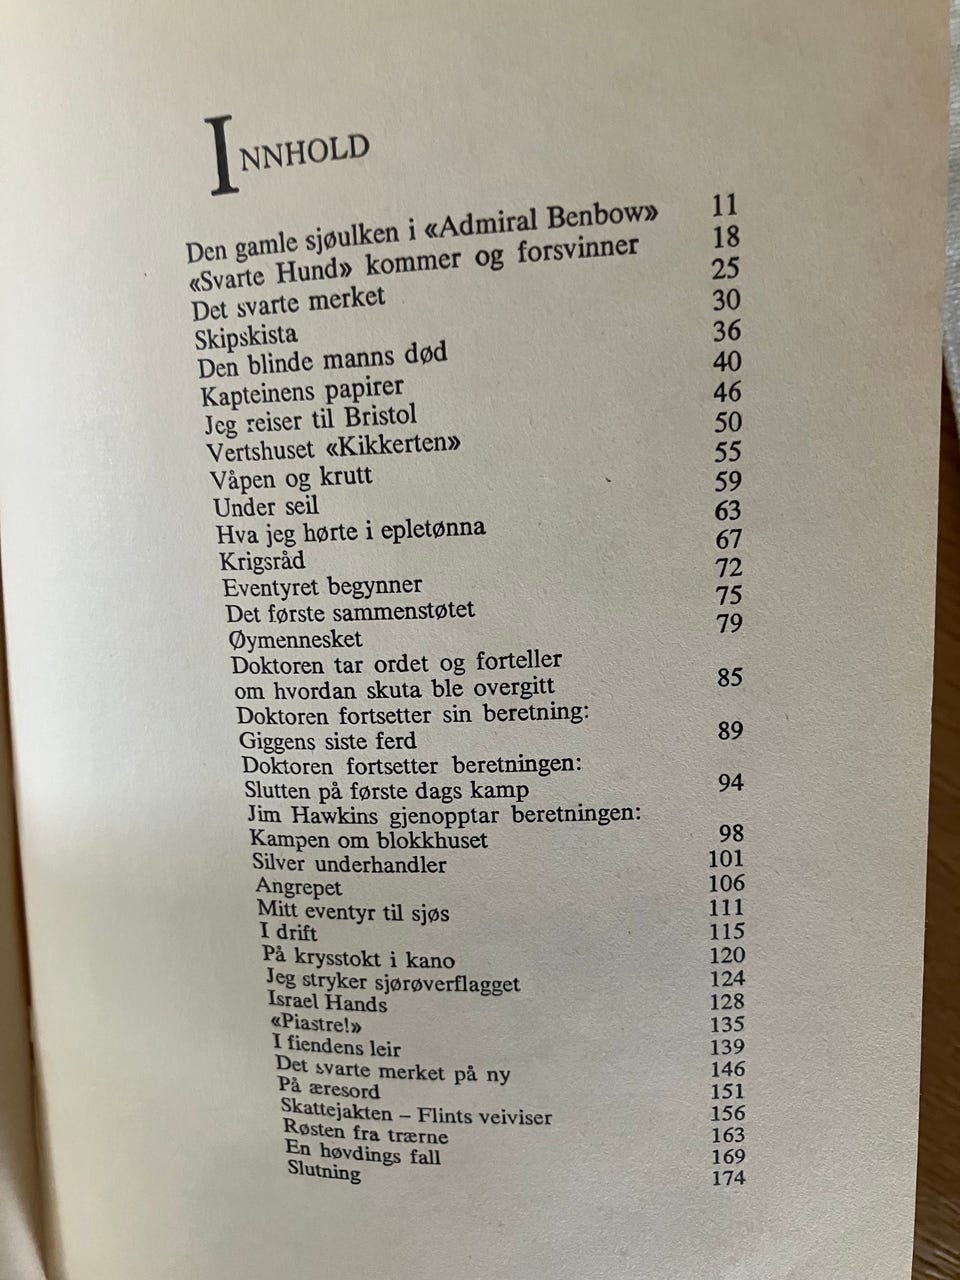 INNHOLD
Den gamle sjøulken i «Admiral Benbow» 11
«Svarte Hund» kommer og forsvinner 18
Det svarte merket 25
Skipskista 30
Den blinde manns død 36
Kapteinens papirer 40
Jeg reiser til Bristol 46
Vertshuset «Kikkerten» 50
Våpen og krutt 55
Under seil 59
Hva jeg hørte i epletønna 63
Krigsråd 67
Eventyret begynner 72
Det første sammenstøtet 75
Øymennesket 79
Doktoren tar ordet og forteller
om hvordan skuta ble overgitt 85
Doktoren fortsetter sin beretning:
Giggens siste ferd 89
Doktoren fortsetter beretningen:
Slutten på første dags kamp 94
Jim Hawkins gjenopptar beretningen:
Kampen om blokkhuset 98
Silver underhandler 101
Angrepet 106
Mitt eventyr til sjøs 111
I drift 115
På krysstokt i kano 120
Jeg stryker sjørøverflagget 124
Israel Hands 128
«Piastre!» 135
I fiendens leir 139
Det svarte merket på ny 146
På æresord 151
Skattejakten – Flints veiviser 156
Røsten fra trærne 163
En høvdings fall 169
Slutning 174